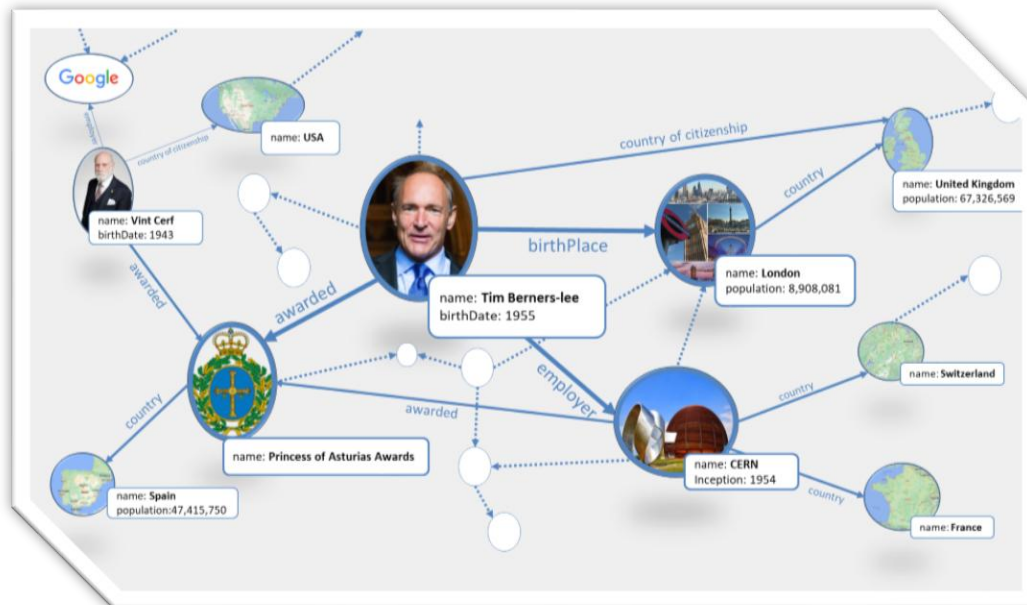 Google
employer
country of citizenship
name: USA
name: Vint Cerf
birthDate: 1943
awarded
country of citizenship
country
name: United Kingdom
population: 67,326,569
birthPlace
name: London
population: 8,908,081
name: Tim Berners-lee
birthDate: 1955
awarded
employer
name: Switzerland
country
awarded
country
name: Princess of Asturias Awards
name: CERN
Inception: 1954
name: Spain
population:47,415,750
country
name: France